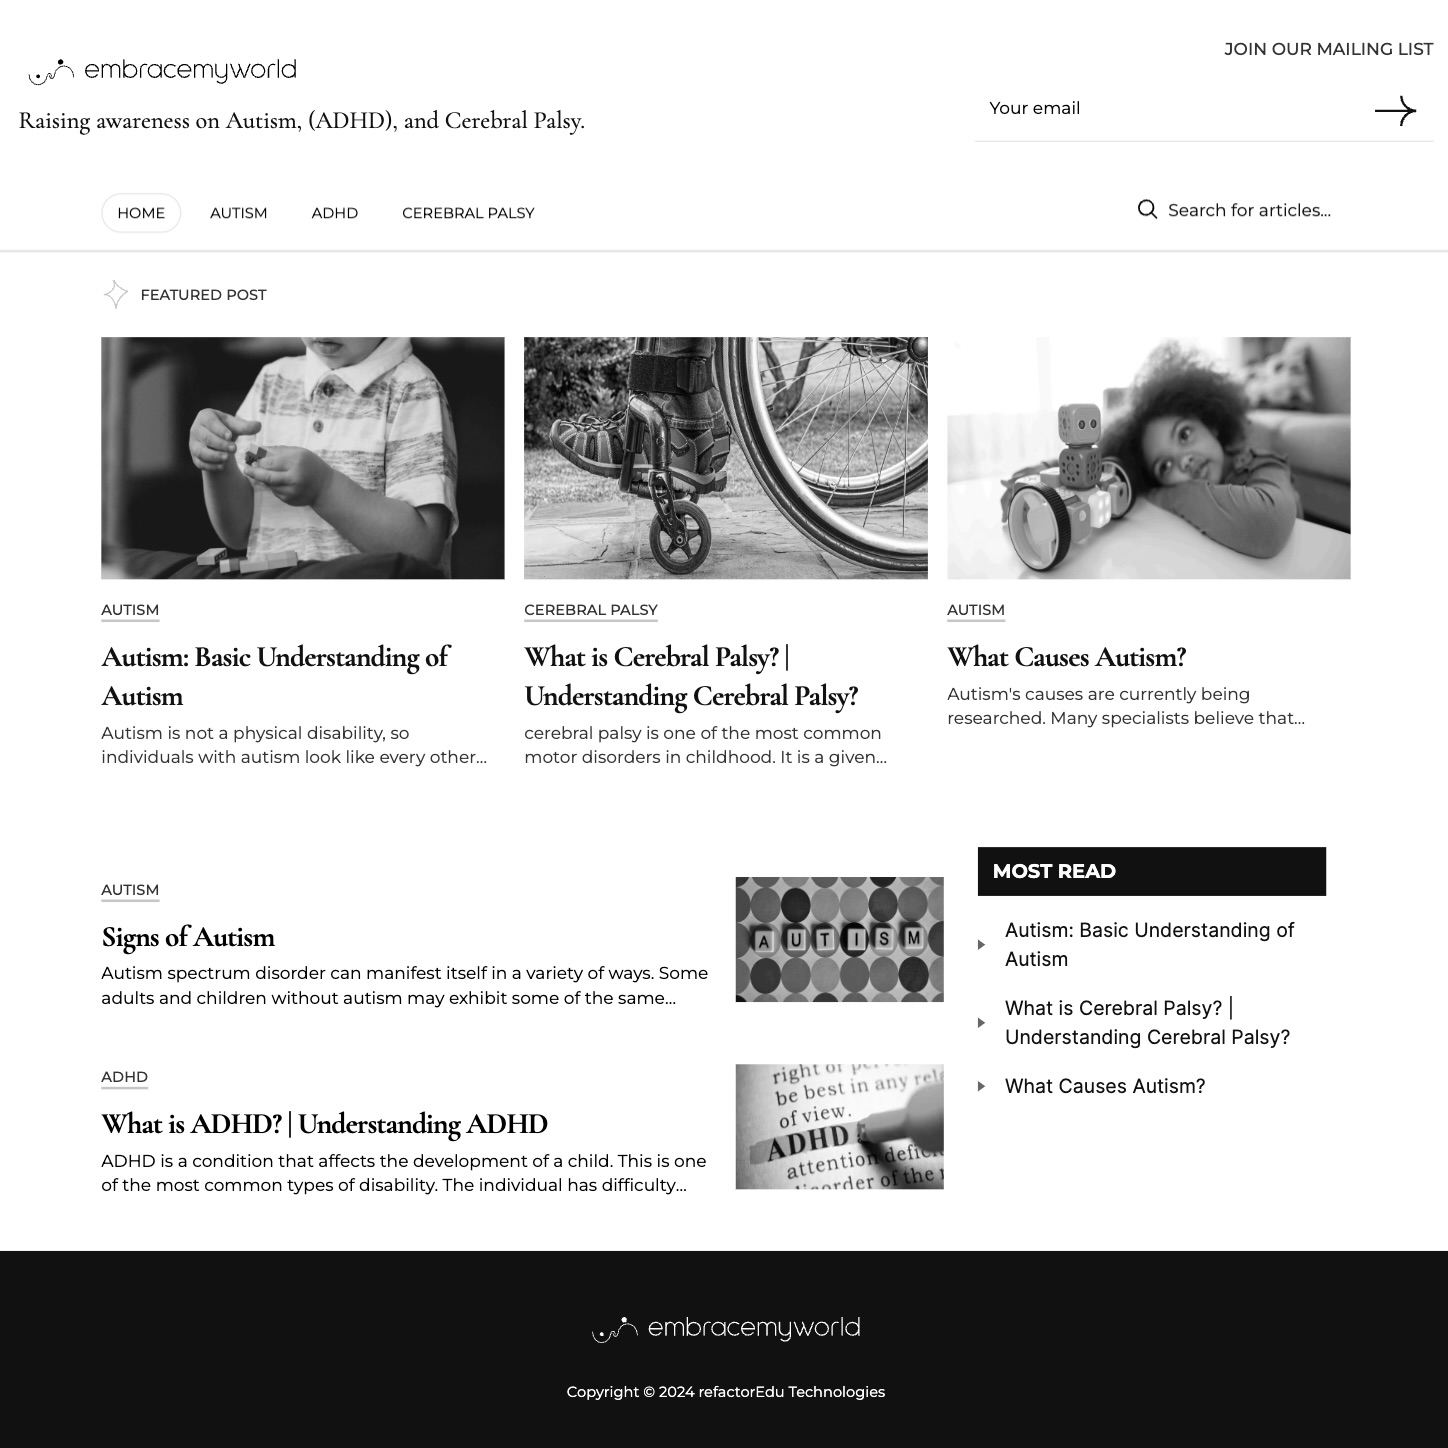 embracemyworld
Raising awareness on Autism, (ADHD), and Cerebral Palsy.
JOIN OUR MAILING LIST
Your email
HOME
AUTISM
ADHD
CEREBRAL PALSY
Search for articles...
FEATURED POST
AUTISM
Autism: Basic Understanding of
Autism
Autism is not a physical disability, so
individuals with autism look like every other...
CEREBRAL PALSY
What is Cerebral Palsy? |
Understanding Cerebral Palsy?
cerebral palsy is one of the most common
motor disorders in childhood. It is a given...
AUTISM
What Causes Autism?
Autism's causes are currently being
researched. Many specialists believe that...
AUTISM
Signs of Autism
Autism spectrum disorder can manifest itself in a variety of ways. Some
adults and children without autism may exhibit some of the same...
AUTISM
ADHD
What is ADHD? | Understanding ADHD
ADHD is a condition that affects the development of a child. This is one
of the most common types of disability. The individual has difficulty...
right of
be best in any
of view.
ADHD
attention
of the
MOST READ
Autism: Basic Understanding of
Autism
What is Cerebral Palsy? |
Understanding Cerebral Palsy?
What Causes Autism?
embracemyworld
Copyright © 2024 refactorEdu Technologies